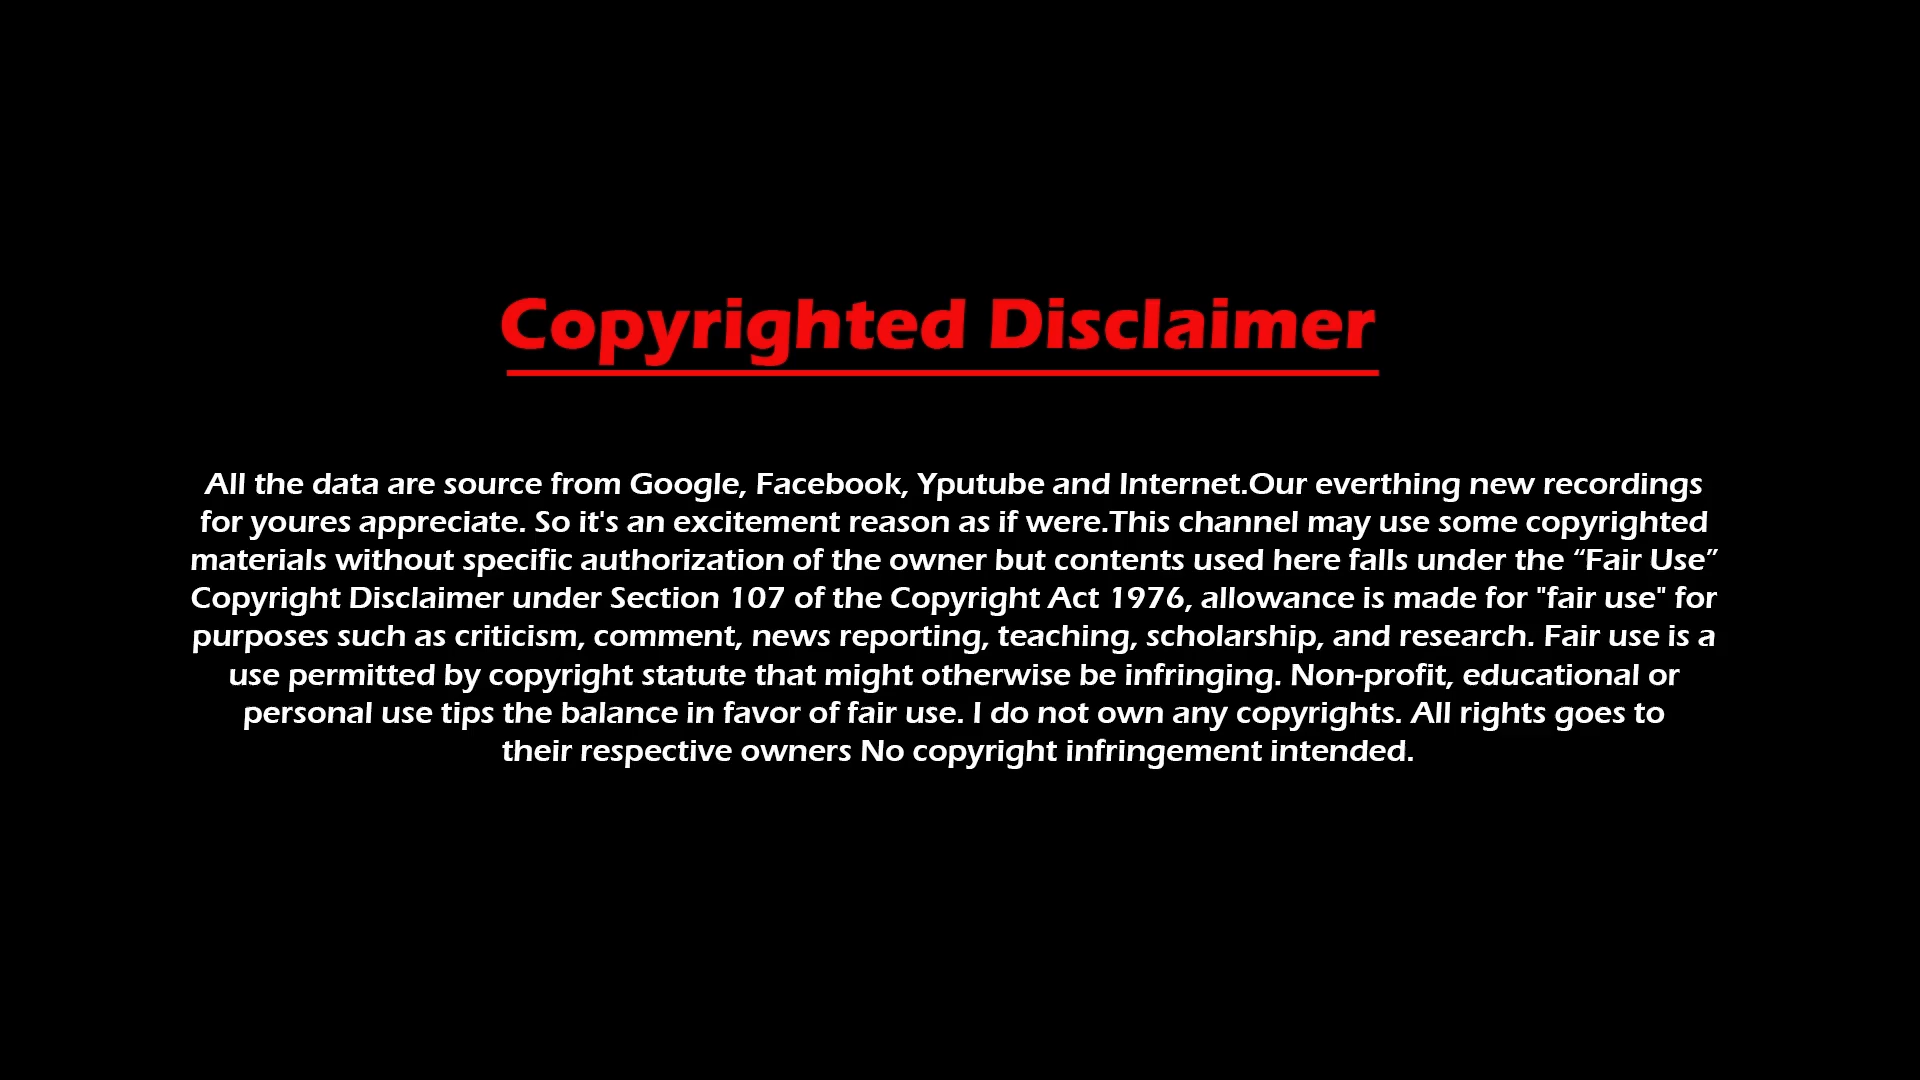 Copyrighted Disclaimer
All the data are source from Google, Facebook, Yputube and Internet.Our everthing new recordings
for youres appreciate. So it's an excitement reason as if were.This channel may use some copyrighted
materials without specific authorization of the owner but contents used here falls under the “Fair Use”
Copyright Disclaimer under Section 107 of the Copyright Act 1976, allowance is made for "fair use" for
purposes such as criticism, comment, news reporting, teaching, scholarship, and research. Fair use is a
use permitted by copyright statute that might otherwise be infringing. Non-profit, educational or
personal use tips the balance in favor of fair use. I do not own any copyrights. All rights goes to
their respective owners No copyright infringement intended.